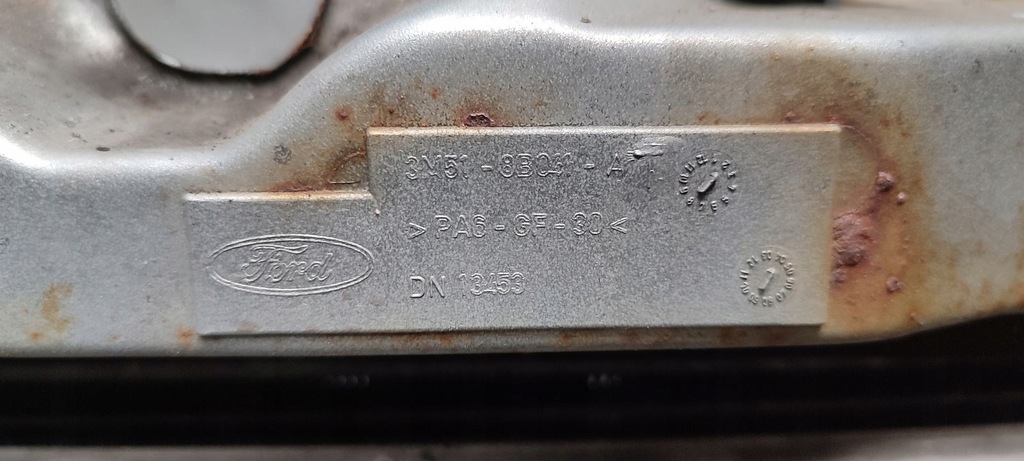 3M51-8B041-A
>PA6-GF-30<
Ford
DN 13453